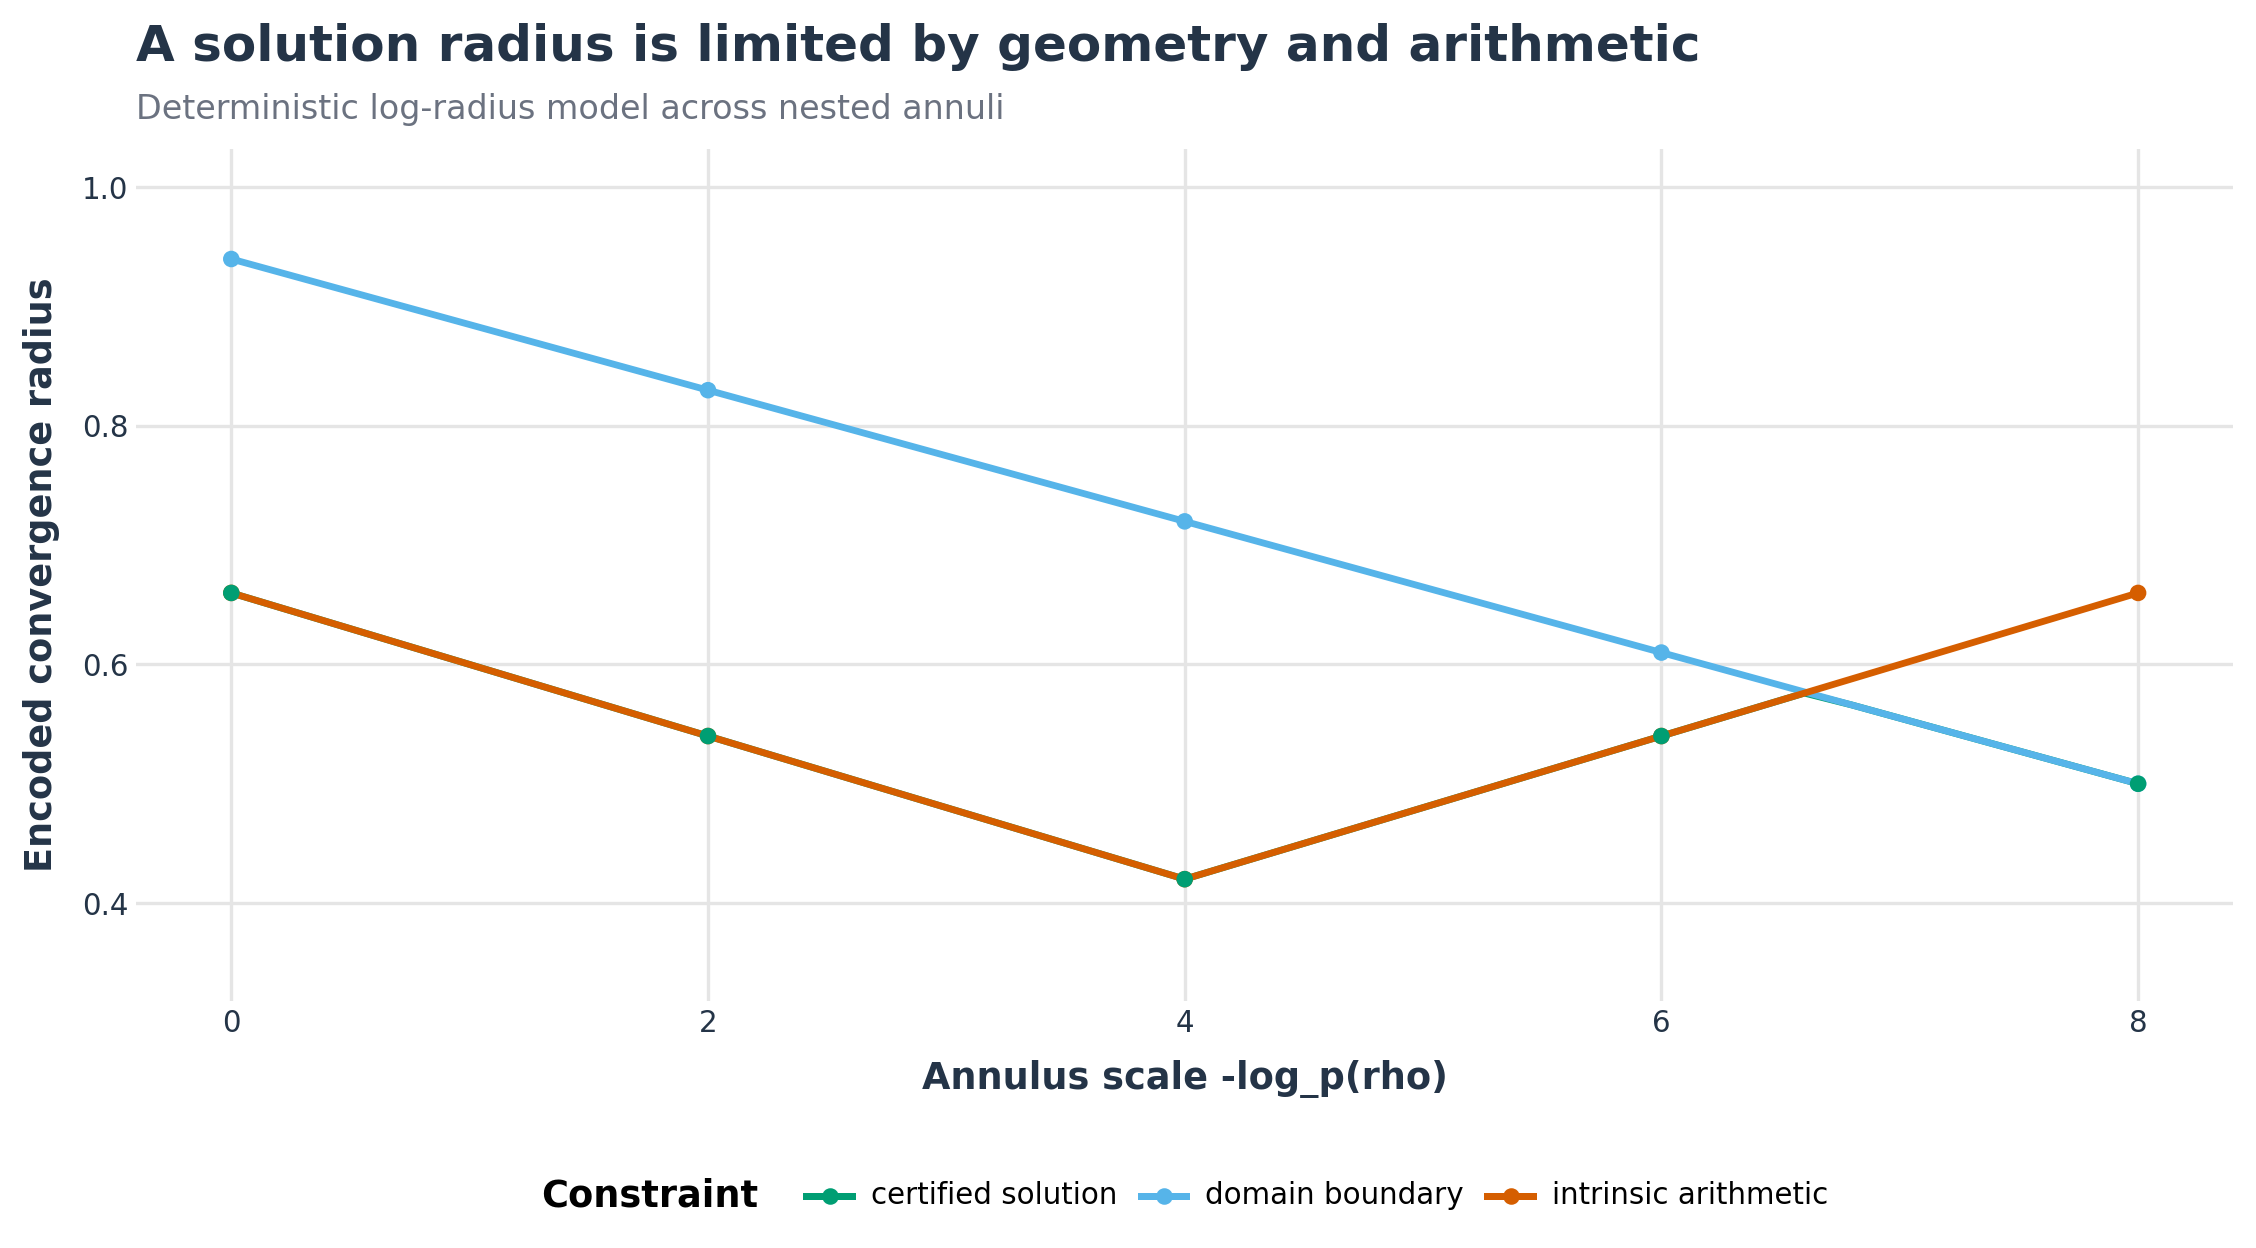 A solution radius is limited by geometry and arithmetic
Deterministic log-radius model across nested annuli
Encoded convergence radius
1.0
0.8
0.6
0.4
0 2 4 6 8
Annulus scale -log_p(rho)
Constraint certified solution domain boundary intrinsic arithmetic